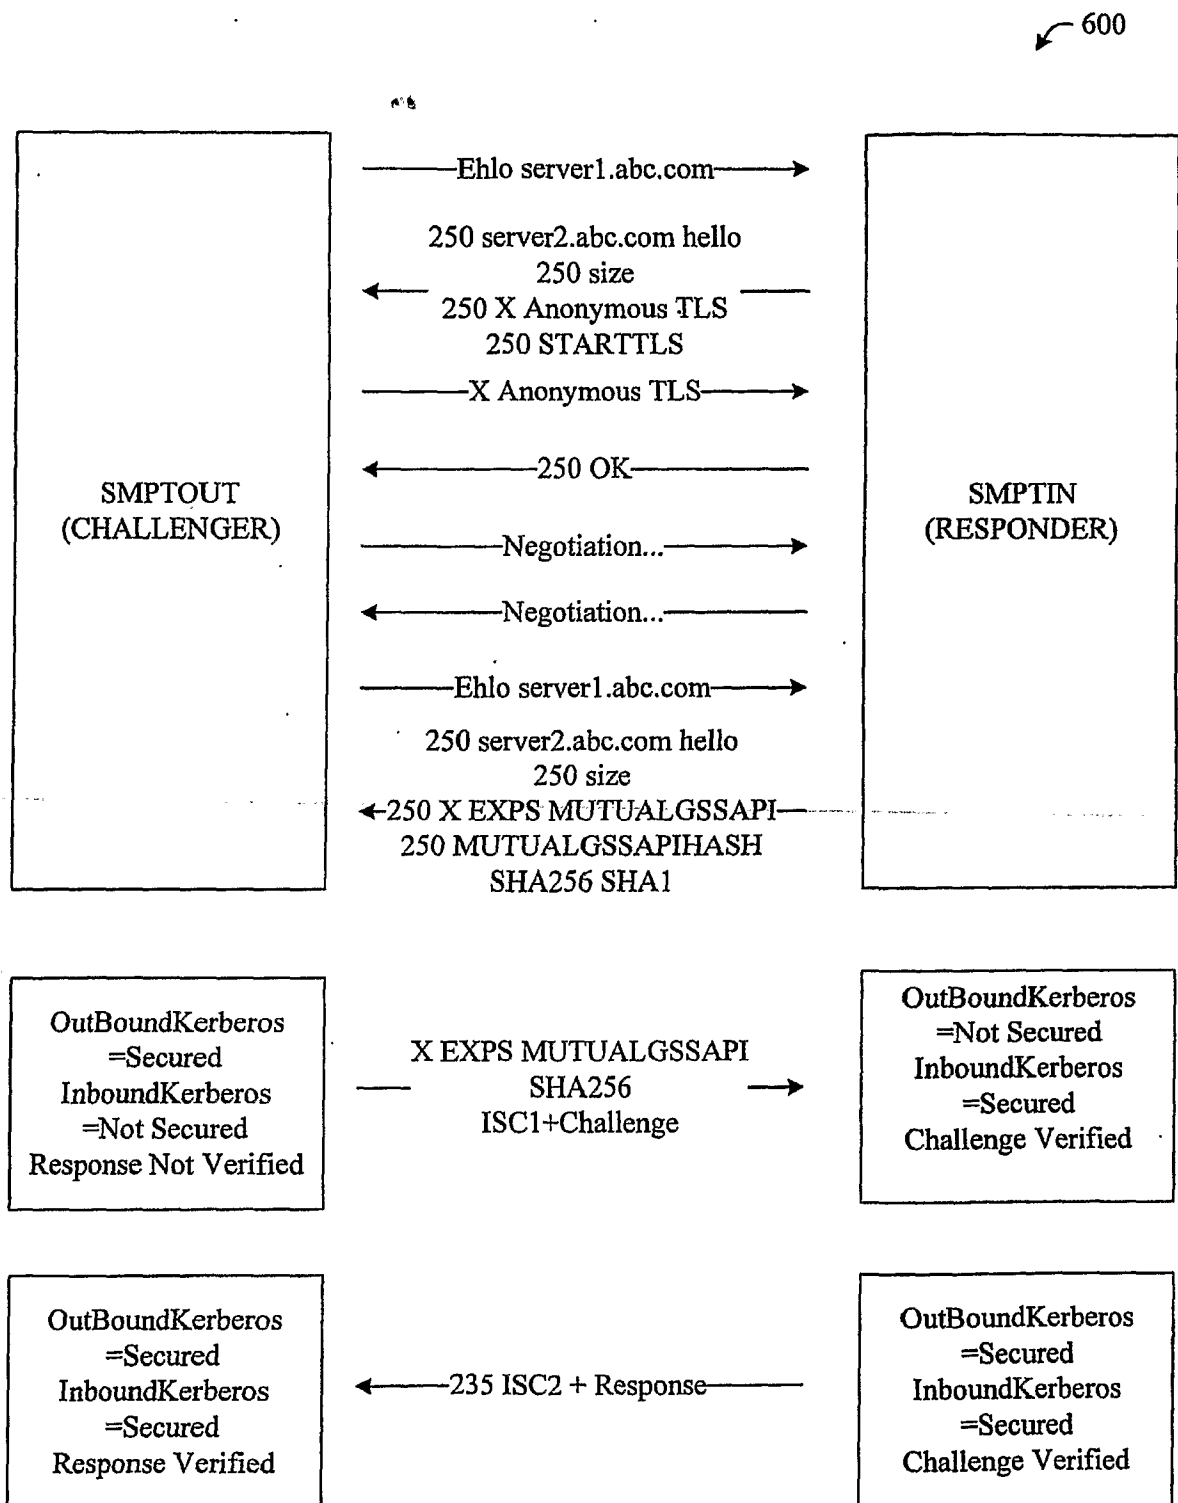 600
Ehlo server1.abc.com
250 server2.abc.com hello
250 size
250 X Anonymous TLS
250 STARTTLS
X Anonymous TLS
250 OK
SMPTOUT
(CHALLENGER)
SMPTIN
(RESPONDER)
Negotiation...
Negotiation...
Ehlo server1.abc.com
250 server2.abc.com hello
250 size
250 X EXPS MUTUALGSSAPI
250 MUTUALGSSAPIHASH
SHA256 SHA1
OutBoundKerberos
=Secured
InboundKerberos
=Not Secured
Response Not Verified
X EXPS MUTUALGSSAPI
SHA256
ISC1+Challenge
OutBoundKerberos
=Not Secured
InboundKerberos
=Secured
Challenge Verified
OutBoundKerberos
=Secured
InboundKerberos
=Secured
Response Verified
235 ISC2 + Response
OutBoundKerberos
=Secured
InboundKerberos
=Secured
Challenge Verified